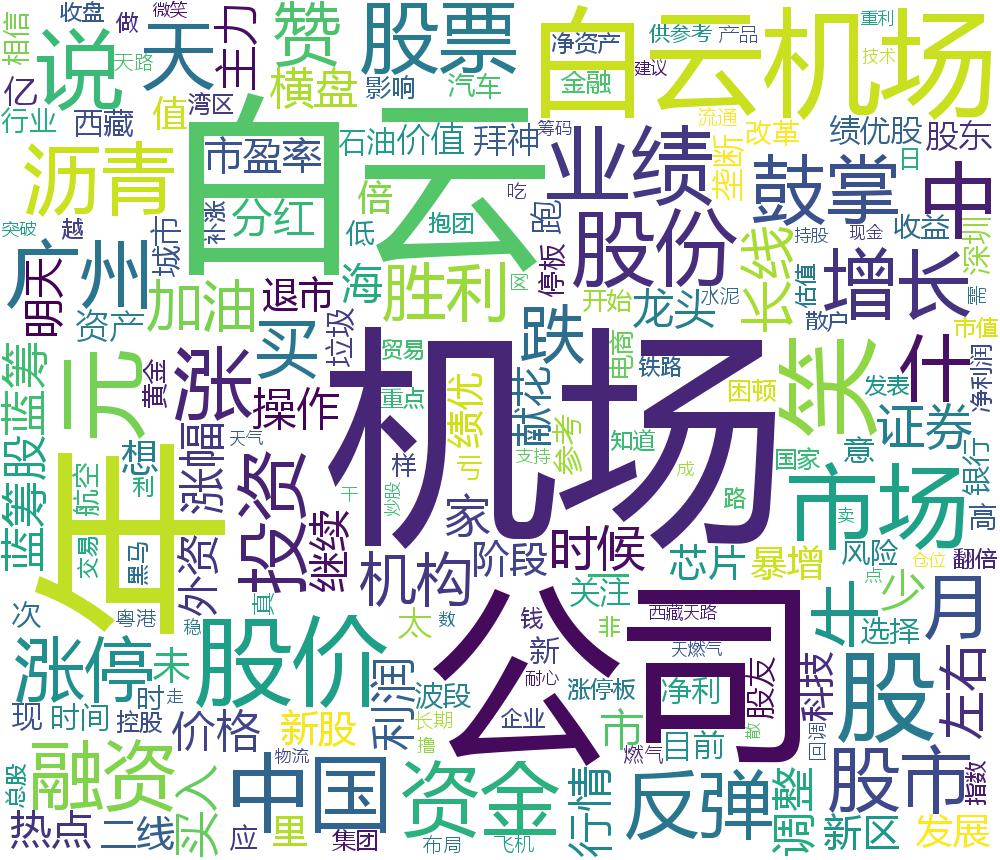 收盘
做
微笑
相信
说
天路
天
主力
赞
股票
净资产
供参考
产品
重利
白云机场
金融
建议
技术
亿
行业
西藏
值
湾区
横盘
影响
汽车
白云
市盈率
石油
价值
拜神
筹码
业绩
流通
垄断
改革
绩优股
股东
日
沥青
分红
倍
抱团
吃
鼓掌
中
突破
越
补涨
低
跑
股份
收益
深圳
城市
广州
停板
长线
持股
现金
明天
加油
退市
海
胜利
区
开始
龙头
水泥
估值
增长
需
资产
买
垃圾
跌
散户
市值
贸易
电商
铁路
笑
什
净利润
蓝筹股
蓝筹
元
黄金
涨
操作
重点
绩优
献花
困顿
发表
证券
年
想
涨幅
天气
样
引
参考
知道
国家
意
银行
航空
利
投资
机场
支持
成
路
市场
高
交易
黑马
外资
继续
干
炒股
家
时候
卖
机构
阶段
芯片
暴增
风险
仓位
翻倍
次
粤港
稳
真
关注
点
公司
西藏天路
牛
少
月
太
数
钱
非
选择
涨停
未
股价
利润
新
天燃气
波段
耐心
涨停板
净利
股友
科技
股
左右
现
时间
时
走
控股
价格
新股
长期
企业
市
撸
燃气
目前
散
回调
总股
融资
物流
中国
资金
行情
反弹
调整
股市
指数
热点
二线
买入
应
里
集团
布局
飞机
新区
发展